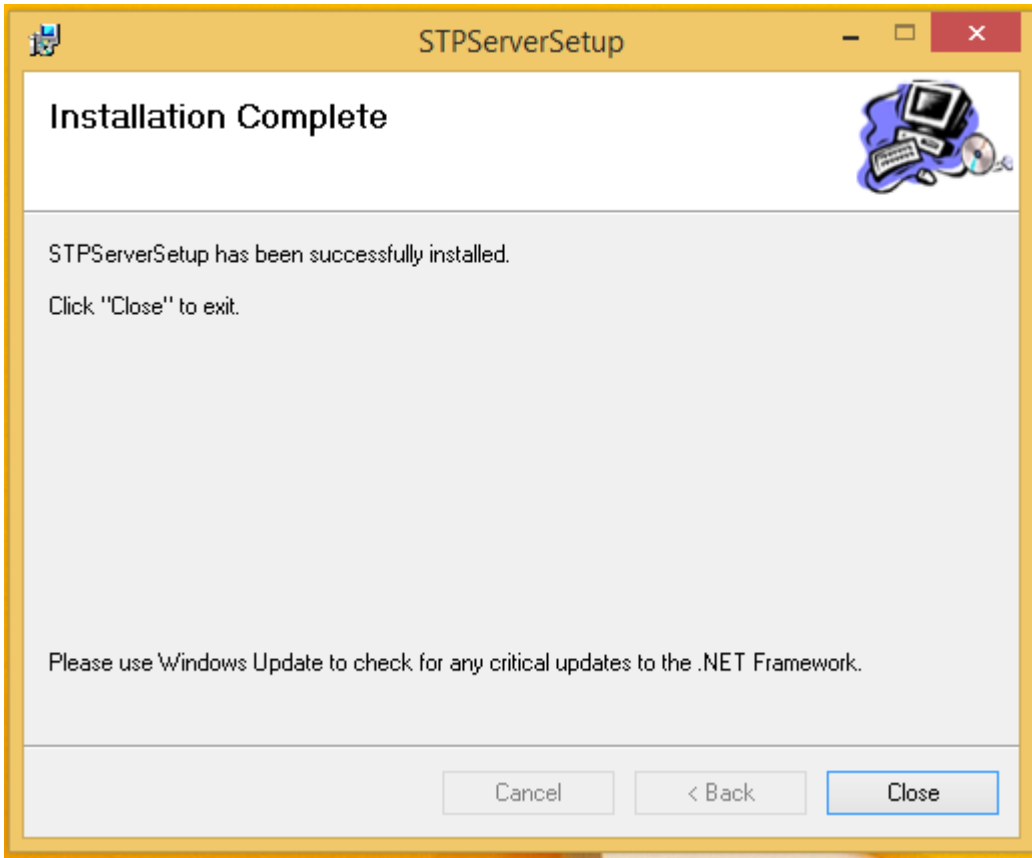 STPServerSetup
Installation Complete
STPServerSetup has been successfully installed.
Click "Close" to exit.
Please use Windows Update to check for any critical updates to the .NET Framework.
Cancel
< Back
Close